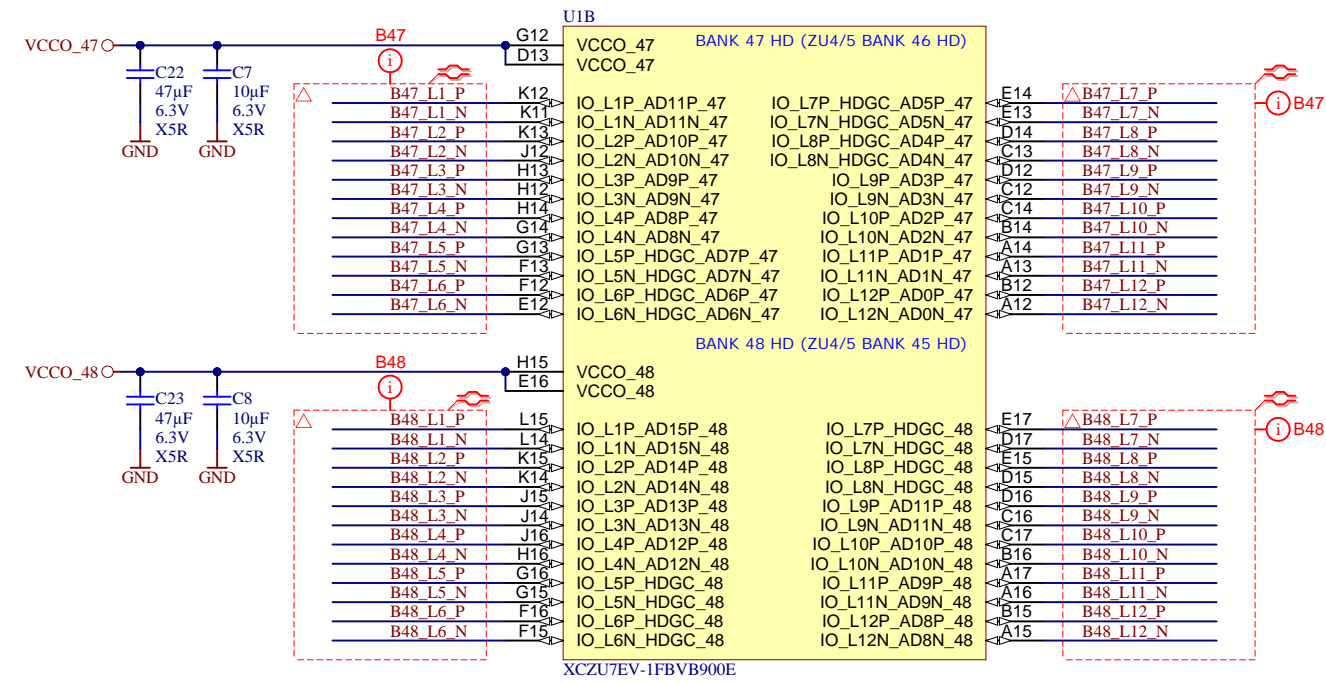 U1B
VCCO_47 B47 G12 VCCO_47 BANK 47 HD (ZU4/5 BANK 46 HD)
D13 VCCO_47
C22 C7 i
47µF 10µF
6.3V 6.3V
X5R X5R
GND GND
B47_L1_P K12 IO_L1P_AD11P_47 IO_L7P_HDGC_AD5P_47 E14 B47_L7_P
B47_L1_N K11 IO_L1N_AD11N_47 IO_L7N_HDGC_AD5N_47 E13 B47_L7_N i B47
B47_L2_P K13 IO_L2P_AD10P_47 IO_L8P_HDGC_AD4P_47 D14 B47_L8_P
B47_L2_N J12 IO_L2N_AD10N_47 IO_L8N_HDGC_AD4N_47 C13 B47_L8_N
B47_L3_P H13 IO_L3P_AD9P_47 IO_L9P_AD3P_47 D12 B47_L9_P
B47_L3_N H12 IO_L3N_AD9N_47 IO_L9N_AD3N_47 C12 B47_L9_N
B47_L4_P H14 IO_L4P_AD8P_47 IO_L10P_AD2P_47 C14 B47_L10_P
B47_L4_N G14 IO_L4N_AD8N_47 IO_L10N_AD2N_47 B14 B47_L10_N
B47_L5_P G13 IO_L5P_HDGC_AD7P_47 IO_L11P_AD1P_47 A14 B47_L11_P
B47_L5_N F13 IO_L5N_HDGC_AD7N_47 IO_L11N_AD1N_47 A13 B47_L11_N
B47_L6_P F12 IO_L6P_HDGC_AD6P_47 IO_L12P_AD0P_47 B12 B47_L12_P
B47_L6_N E12 IO_L6N_HDGC_AD6N_47 IO_L12N_AD0N_47 A12 B47_L12_N
BANK 48 HD (ZU4/5 BANK 45 HD)
VCCO_48 B48 H15 VCCO_48
E16 VCCO_48
C23 C8 i
47µF 10µF
6.3V 6.3V
X5R X5R
GND GND
B48_L1_P L15 IO_L1P_AD15P_48 IO_L7P_HDGC_48 E17 B48_L7_P i B48
B48_L1_N L14 IO_L1N_AD15N_48 IO_L7N_HDGC_48 D17 B48_L7_N
B48_L2_P K15 IO_L2P_AD14P_48 IO_L8P_HDGC_48 E15 B48_L8_P
B48_L2_N K14 IO_L2N_AD14N_48 IO_L8N_HDGC_48 D15 B48_L8_N
B48_L3_P J15 IO_L3P_AD13P_48 IO_L9P_AD11P_48 D16 B48_L9_P
B48_L3_N J14 IO_L3N_AD13N_48 IO_L9N_AD11N_48 C16 B48_L9_N
B48_L4_P J16 IO_L4P_AD12P_48 IO_L10P_AD10P_48 C17 B48_L10_P
B48_L4_N H16 IO_L4N_AD12N_48 IO_L10N_AD10N_48 B16 B48_L10_N
B48_L5_P G16 IO_L5P_HDGC_48 IO_L11P_AD9P_48 A17 B48_L11_P
B48_L5_N G15 IO_L5N_HDGC_48 IO_L11N_AD9N_48 A16 B48_L11_N
B48_L6_P F16 IO_L6P_HDGC_48 IO_L12P_AD8P_48 B15 B48_L12_P
B48_L6_N F15 IO_L6N_HDGC_48 IO_L12N_AD8N_48 A15 B48_L12_N
XCZU7EV-1FBVB900E